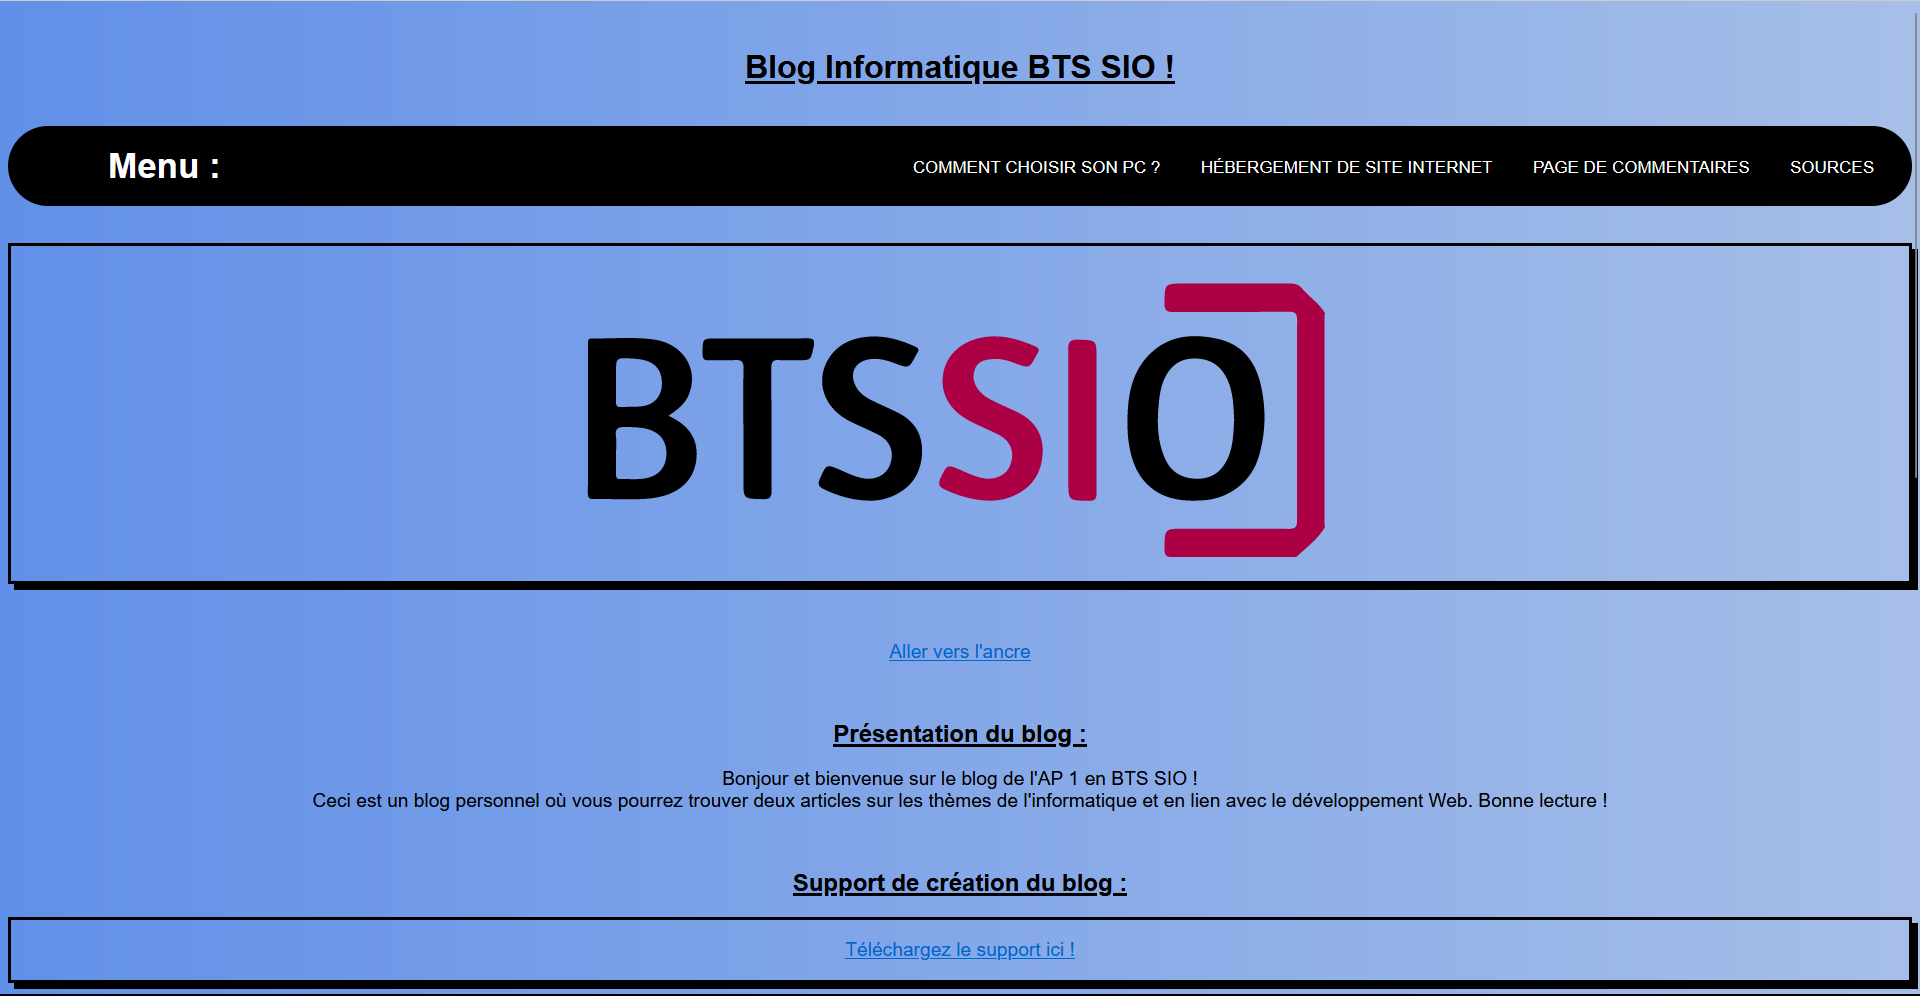 Blog Informatique BTS SIO !
Menu :
COMMENT CHOISIR SON PC ?
HÉBERGEMENT DE SITE INTERNET
PAGE DE COMMENTAIRES
SOURCES
BTSSIO
Aller vers l'ancre
Présentation du blog :
Bonjour et bienvenue sur le blog de l'AP 1 en BTS SIO !
Ceci est un blog personnel où vous pourrez trouver deux articles sur les thèmes de l'informatique et en lien avec le développement Web. Bonne lecture !
Support de création du blog :
Téléchargez le support ici !